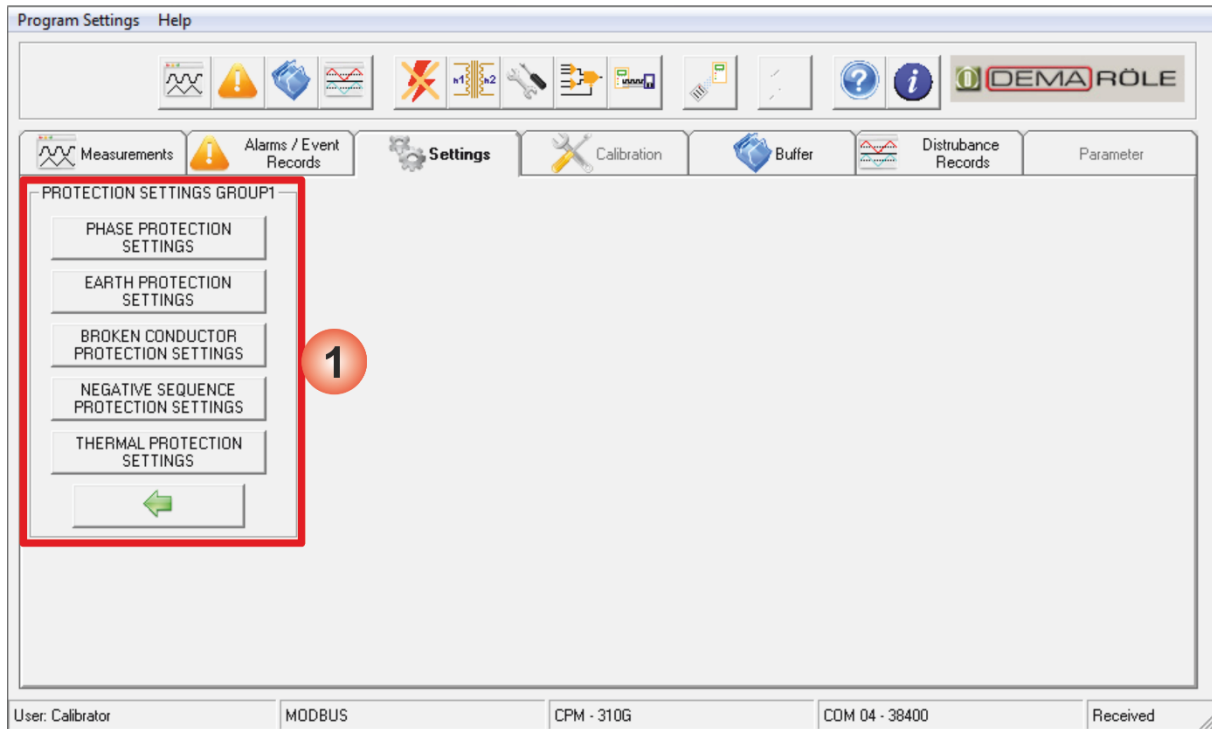 Program Settings Help
h1 h2
DEMA RÖLE
Measurements
Alarms / Event
Records
Settings
Calibration
Buffer
Distrubance
Records
Parameter
PROTECTION SETTINGS GROUP1
PHASE PROTECTION
SETTINGS
EARTH PROTECTION
SETTINGS
BROKEN CONDUCTOR
PROTECTION SETTINGS
1
NEGATIVE SEQUENCE
PROTECTION SETTINGS
THERMAL PROTECTION
SETTINGS
User: Calibrator
MODBUS
CPM - 310G
COM 04 - 38400
Received